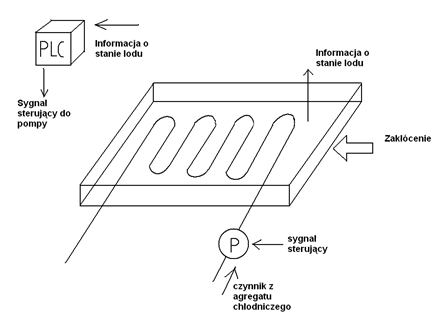 PLC
Informacja o
stanie lodu
Sygnał
sterujący do
pompy
Informacja o
stanie lodu
Zakłócenie
P
sygnał
sterujący
czynnik z
agregatu
chłodniczego